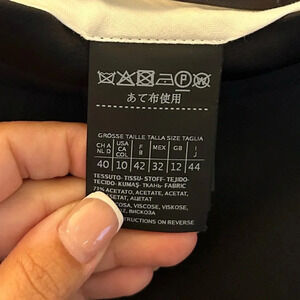 P W
あて布使用
GRÖSSE TAILLE TALLA SIZE TAGLIA
CH A NL D USA CA COL F B MEX GB I J
40 10 42 32 12 44
TESSUTO-TISSU-STOFF-TEJIDO
TECIDO-KUMAŞ-ТКАНЬ-FABRIC
ACETATO, ACETATE, ACETAT,
VISCOSE, VISKOSE,
ВИСКОЗА
INSTRUCTIONS ON REVERSE